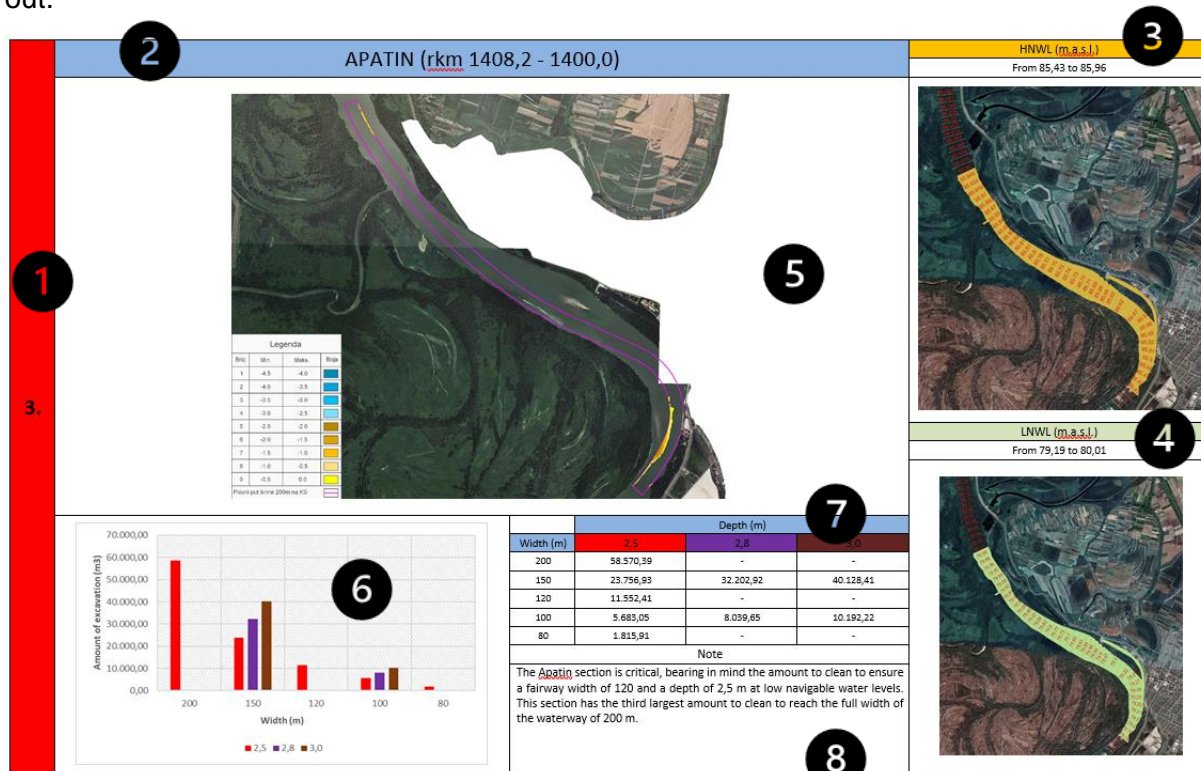 out.
3
2
APATIN (rkm 1408,2 - 1400,0)
HNWL (m.a.s.l.)
From 85,43 to 85,96
1
3.
5
Legenda
Broj Min. Maks. Boja
1 -4.5 -4.0
2 -4.0 -3.5
3 -3.5 -3.0
4 -3.0 -2.5
5 -2.5 -2.0
6 -2.0 -1.5
7 -1.5 -1.0
8 -1.0 -0.5
9 -0.5 0.0
Plovni put širine 200m na KS
LNWL (m.a.s.l.)
4
From 79,19 to 80,01
70.000,00
60.000,00
50.000,00
40.000,00
30.000,00
20.000,00
10.000,00
0,00
Amount of excavation (m3)
6
200 150 120 100 80
Width (m)
2,5 2,8 3,0
7
Depth (m)
Width (m) 2,5 2,8 3,0
200 58.570,39 - -
150 23.756,93 32.202,92 40.128,41
120 11.552,41 - -
100 5.683,05 8.039,65 10.192,22
80 1.815,91 - -
Note
The Apatin section is critical, bearing in mind the amount to clean to ensure
a fairway width of 120 and a depth of 2,5 m at low navigable water levels.
This section has the third largest amount to clean to reach the full width of
the waterway of 200 m.
8